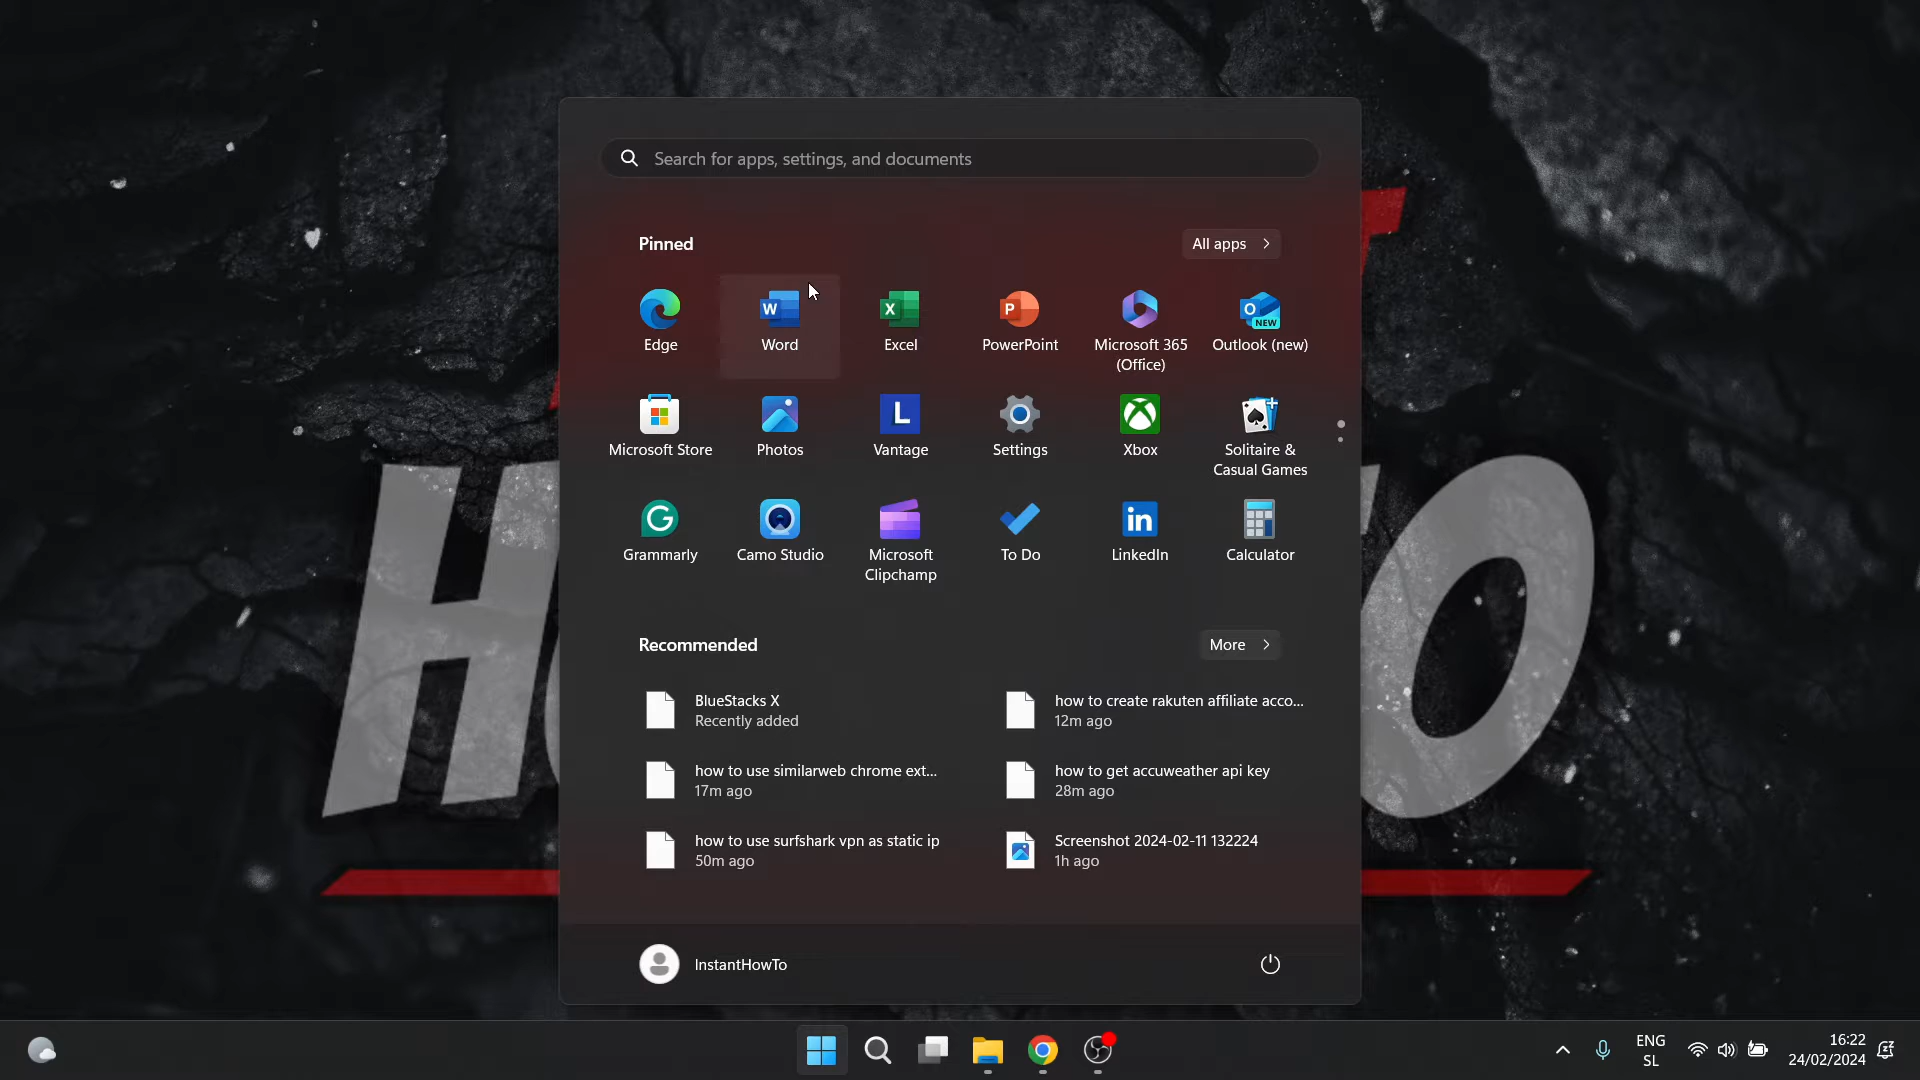 Search for apps, settings, and documents
Pinned
All apps
Edge
Word
Excel
PowerPoint
Microsoft 365
(Office)
Outlook (new)
NEW
Microsoft Store
Photos
Vantage
Settings
Xbox
Solitaire &
Casual Games
Grammarly
Camo Studio
Microsoft
Clipchamp
To Do
LinkedIn
Calculator
Recommended
More
BlueStacks X
Recently added
how to create rakuten affiliate acco...
12m ago
how to use similarweb chrome ext...
17m ago
how to get accuweather api key
28m ago
how to use surfshark vpn as static ip
50m ago
Screenshot 2024-02-11 132224
1h ago
InstantHowTo
ENG
SL
16:22
24/02/2024